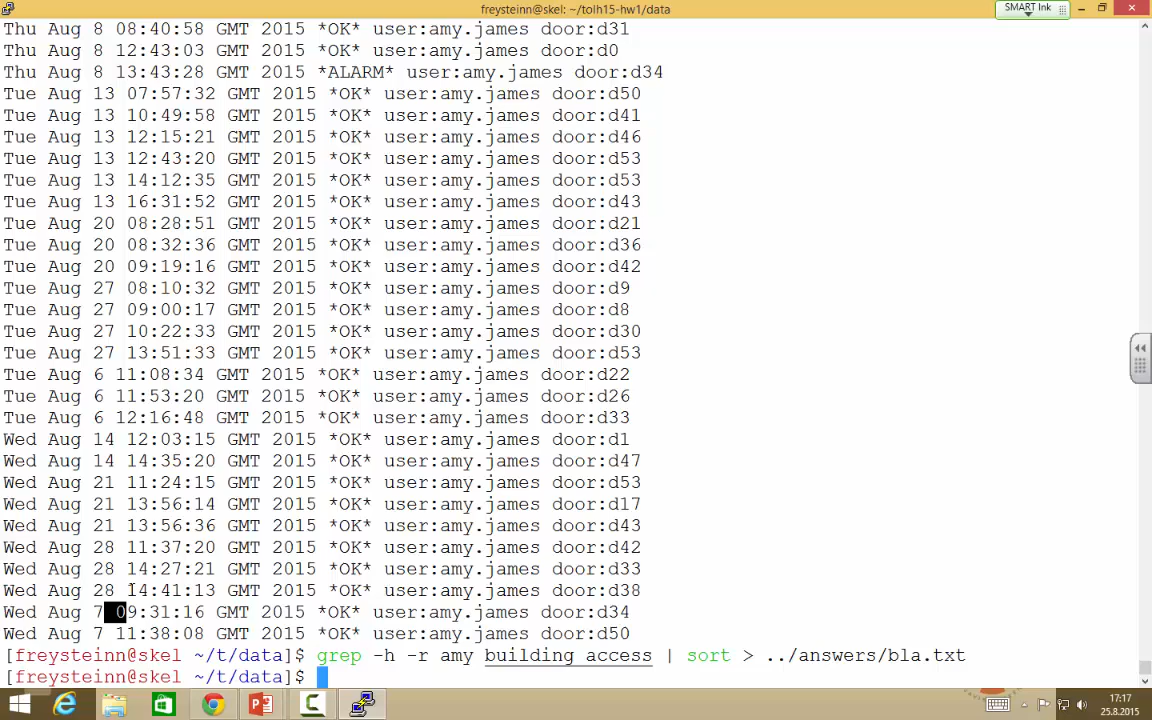 freysteinn@skel: ~/tolh15-hw1/data
SMART Ink
Thu Aug 8 08:40:58 GMT 2015 *OK* user:amy.james door:d31
Thu Aug 8 12:43:03 GMT 2015 *OK* user:amy.james door:d0
Thu Aug 8 13:43:28 GMT 2015 *ALARM* user:amy.james door:d34
Tue Aug 13 07:57:32 GMT 2015 *OK* user:amy.james door:d50
Tue Aug 13 10:49:58 GMT 2015 *OK* user:amy.james door:d41
Tue Aug 13 12:15:21 GMT 2015 *OK* user:amy.james door:d46
Tue Aug 13 12:43:20 GMT 2015 *OK* user:amy.james door:d53
Tue Aug 13 14:12:35 GMT 2015 *OK* user:amy.james door:d53
Tue Aug 13 16:31:52 GMT 2015 *OK* user:amy.james door:d43
Tue Aug 20 08:28:51 GMT 2015 *OK* user:amy.james door:d21
Tue Aug 20 08:32:36 GMT 2015 *OK* user:amy.james door:d36
Tue Aug 20 09:19:16 GMT 2015 *OK* user:amy.james door:d42
Tue Aug 27 08:10:32 GMT 2015 *OK* user:amy.james door:d9
Tue Aug 27 09:00:17 GMT 2015 *OK* user:amy.james door:d8
Tue Aug 27 10:22:33 GMT 2015 *OK* user:amy.james door:d30
Tue Aug 27 13:51:33 GMT 2015 *OK* user:amy.james door:d53
Tue Aug 6 11:08:34 GMT 2015 *OK* user:amy.james door:d22
Tue Aug 6 11:53:20 GMT 2015 *OK* user:amy.james door:d26
Tue Aug 6 12:16:48 GMT 2015 *OK* user:amy.james door:d33
Wed Aug 14 12:03:15 GMT 2015 *OK* user:amy.james door:d1
Wed Aug 14 14:35:20 GMT 2015 *OK* user:amy.james door:d47
Wed Aug 21 11:24:15 GMT 2015 *OK* user:amy.james door:d53
Wed Aug 21 13:56:14 GMT 2015 *OK* user:amy.james door:d17
Wed Aug 21 13:56:36 GMT 2015 *OK* user:amy.james door:d43
Wed Aug 28 11:37:20 GMT 2015 *OK* user:amy.james door:d42
Wed Aug 28 14:27:21 GMT 2015 *OK* user:amy.james door:d33
Wed Aug 28 14:41:13 GMT 2015 *OK* user:amy.james door:d38
Wed Aug 7 09:31:16 GMT 2015 *OK* user:amy.james door:d34
Wed Aug 7 11:38:08 GMT 2015 *OK* user:amy.james door:d50
[freysteinn@skel ~/t/data]$ grep -h -r amy building_access | sort > ../answers/bla.txt
[freysteinn@skel ~/t/data]$
17:17
25.8.2015